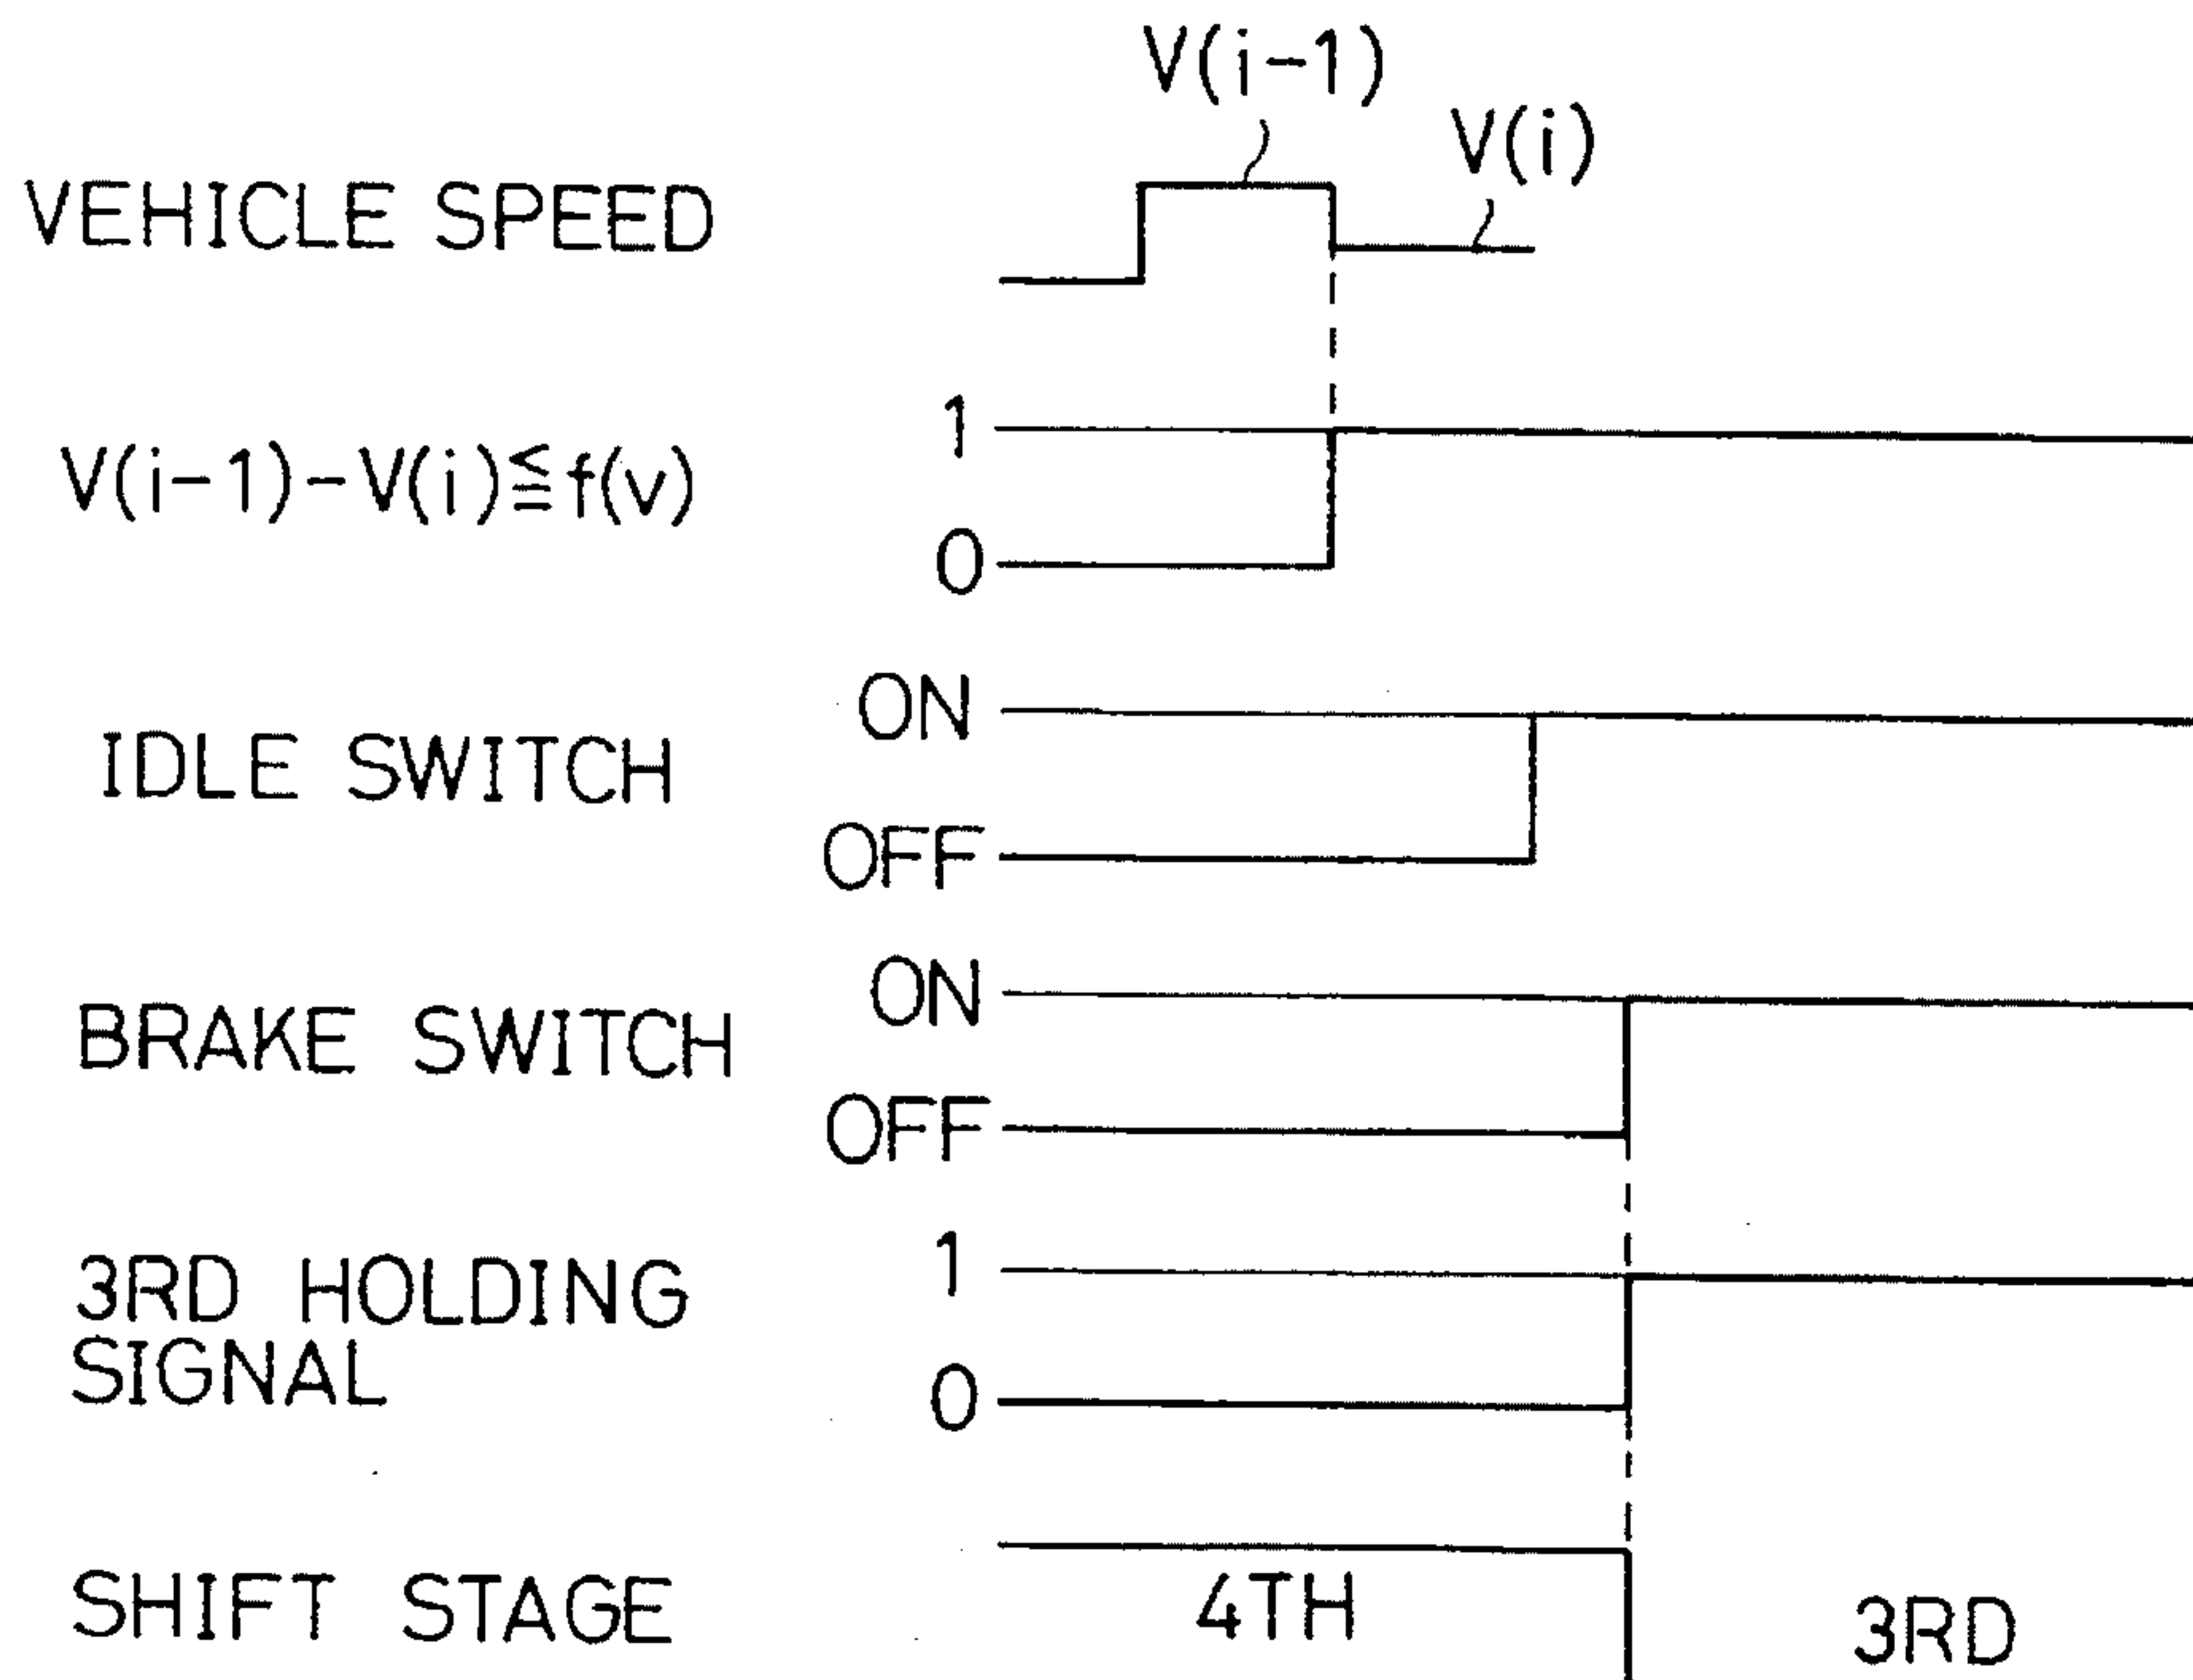 V(i-1)
V(i)
VEHICLE SPEED
1
V(i-1)-V(i)≦f(v)
0
ON
IDLE SWITCH
OFF
ON
BRAKE SWITCH
OFF
1
3RD HOLDING
SIGNAL
0
SHIFT STAGE
4TH
3RD